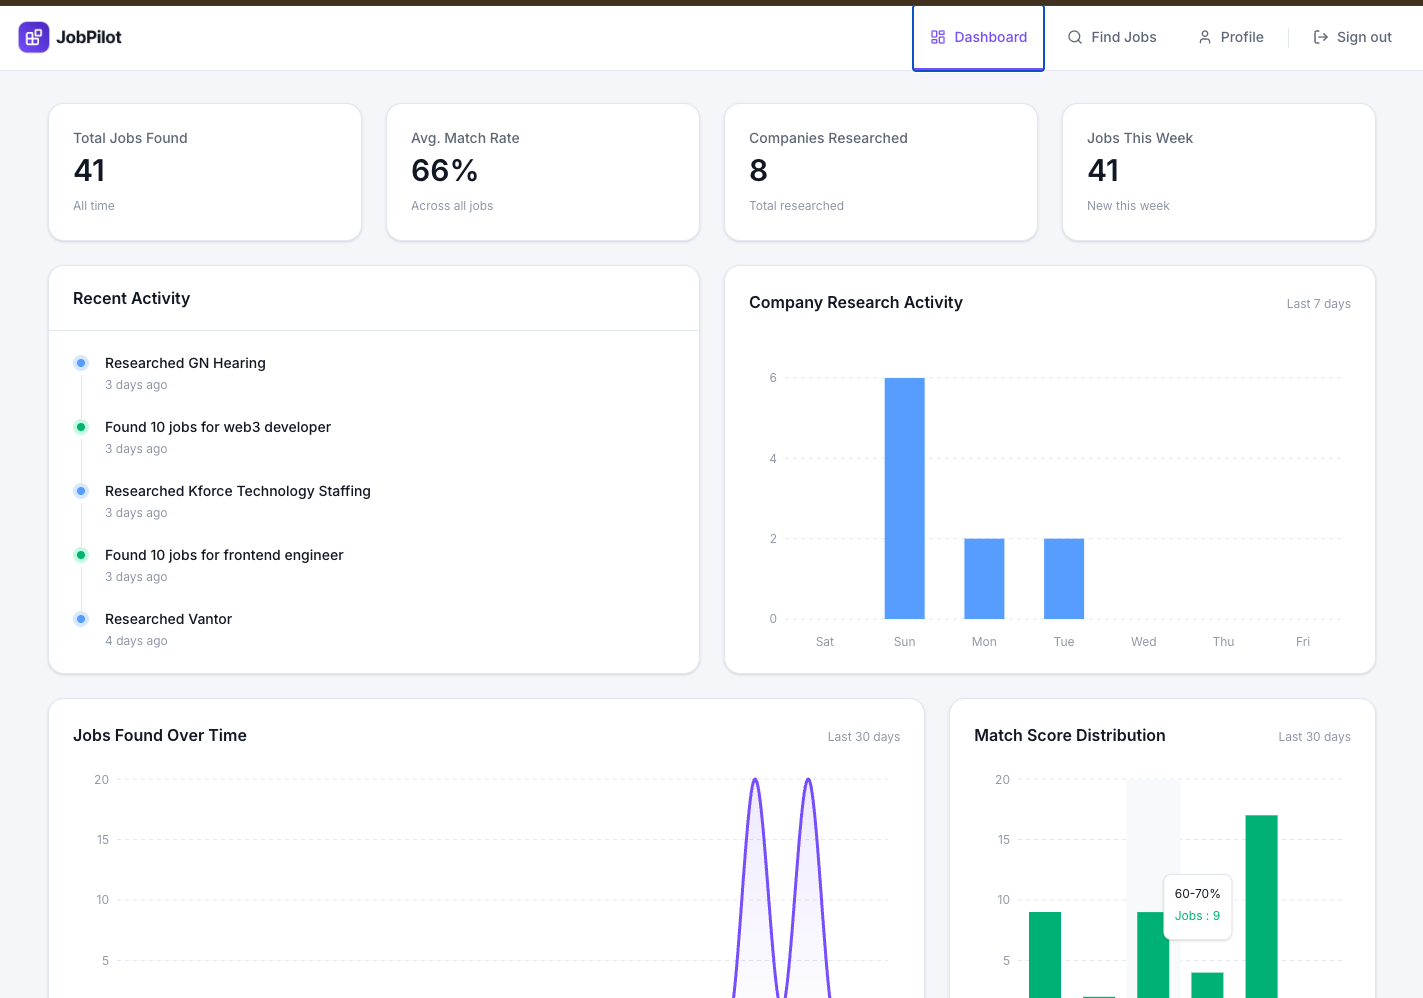 JobPilot
Dashboard
Find Jobs
Profile
Sign out
Total Jobs Found
41
All time
Avg. Match Rate
66%
Across all jobs
Companies Researched
8
Total researched
Jobs This Week
41
New this week
Recent Activity
Researched GN Hearing
3 days ago
Found 10 jobs for web3 developer
3 days ago
Researched Kforce Technology Staffing
3 days ago
Found 10 jobs for frontend engineer
3 days ago
Researched Vantor
4 days ago
Company Research Activity
Last 7 days
6
4
2
0
Sat Sun Mon Tue Wed Thu Fri
Jobs Found Over Time
Last 30 days
20
15
10
5
Match Score Distribution
Last 30 days
20
15
10
5
60-70%
Jobs : 9